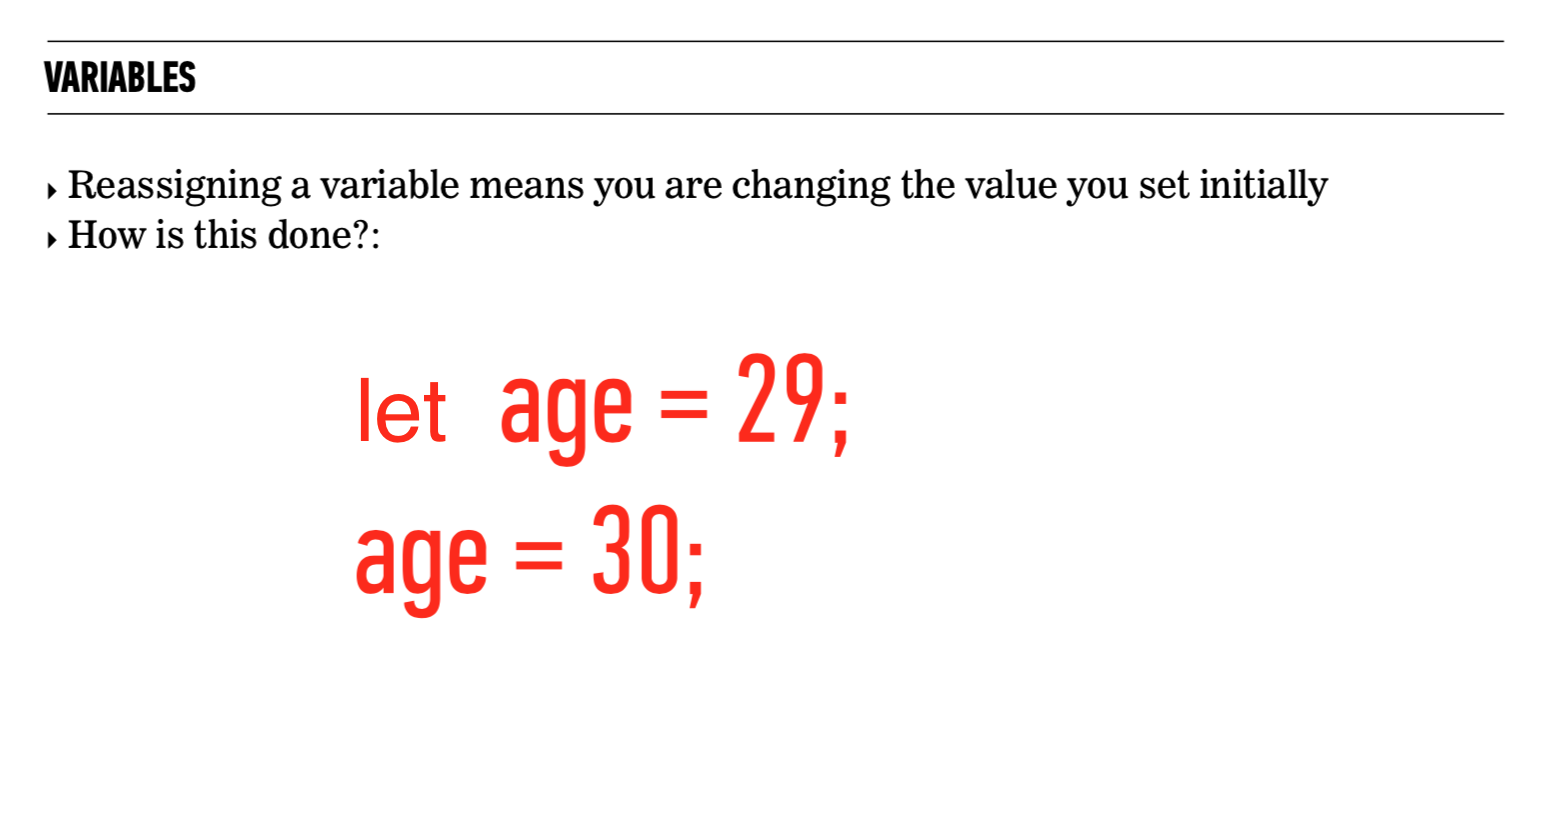 VARIABLES
‣ Reassigning a variable means you are changing the value you set initially
‣ How is this done?:
let age = 29;
age = 30;